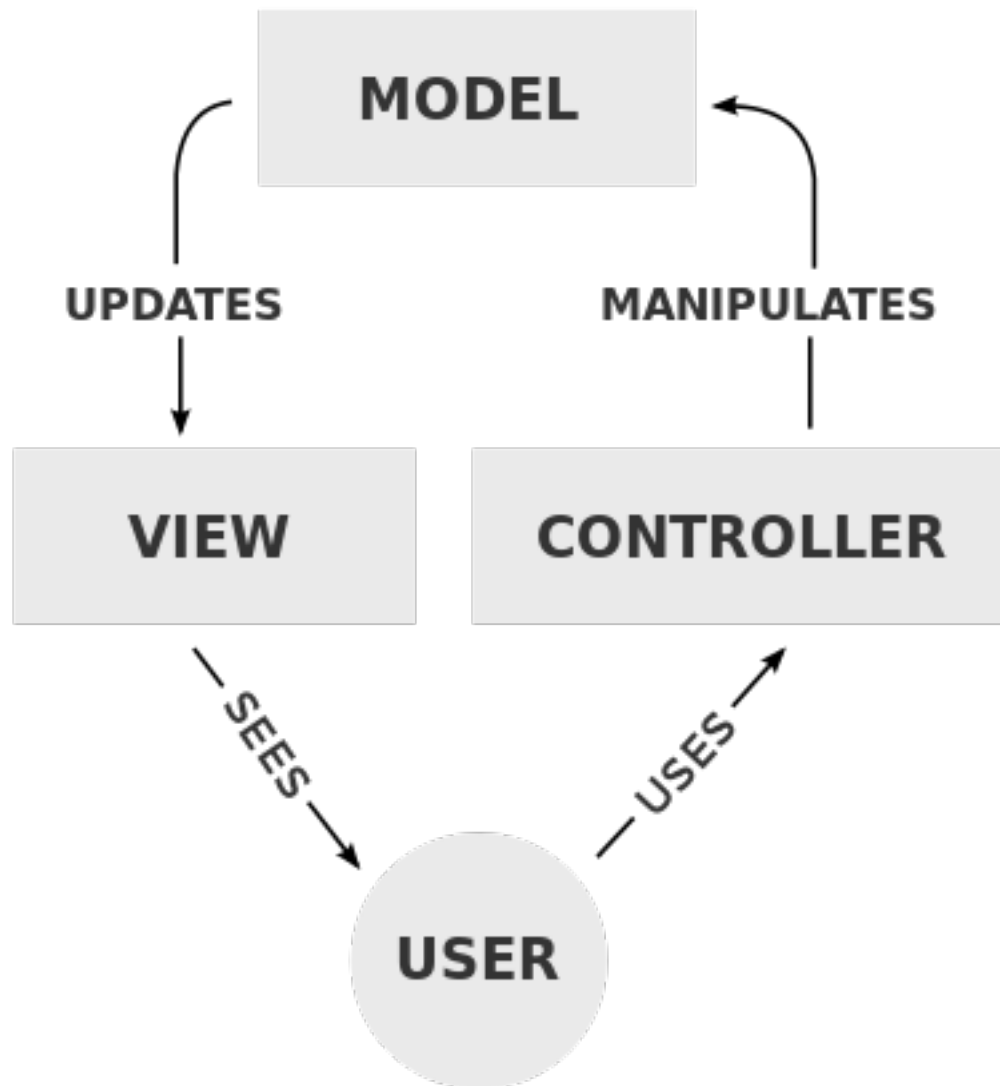 MODEL
UPDATES
MANIPULATES
VIEW
CONTROLLER
SEES
USES
USER